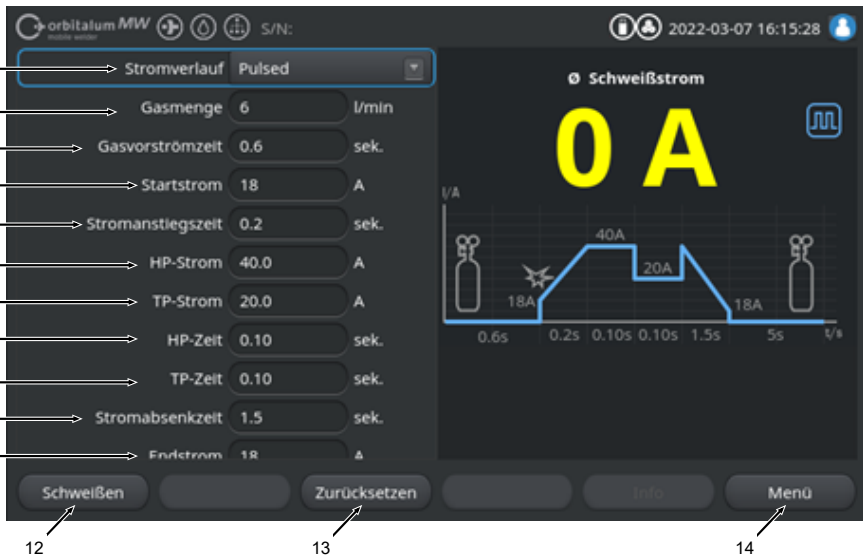 orbitalum MW S/N: 2022-03-07 16:15:28
mobile welder
Stromverlauf Pulsed
Gasmenge 6 l/min
Gasvorströmzeit 0.6 sek.
Startstrom 18 A
Stromanstiegszeit 0.2 sek.
HP-Strom 40.0 A
TP-Strom 20.0 A
HP-Zeit 0.10 sek.
TP-Zeit 0.10 sek.
Stromabsenkzeit 1.5 sek.
Endstrom 18 A
Ø Schweißstrom
0 A
I/A
40A
20A
18A
18A
0.6s 0.2s 0.10s 0.10s 1.5s 5s t/s
Schweißen Zurücksetzen Info Menü
12 13 14